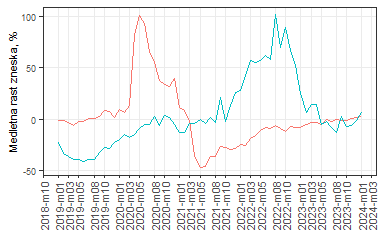 Medletna rast zneska, %
100
50
0
-50
2018-m10
2019-m01
2019-m03
2019-m05
2019-m08
2019-m10
2020-m01
2020-m03
2020-m05
2020-m08
2020-m10
2021-m01
2021-m03
2021-m05
2021-m08
2021-m10
2022-m01
2022-m03
2022-m05
2022-m08
2022-m10
2023-m01
2023-m03
2023-m05
2023-m08
2023-m10
2024-m01
2024-m03